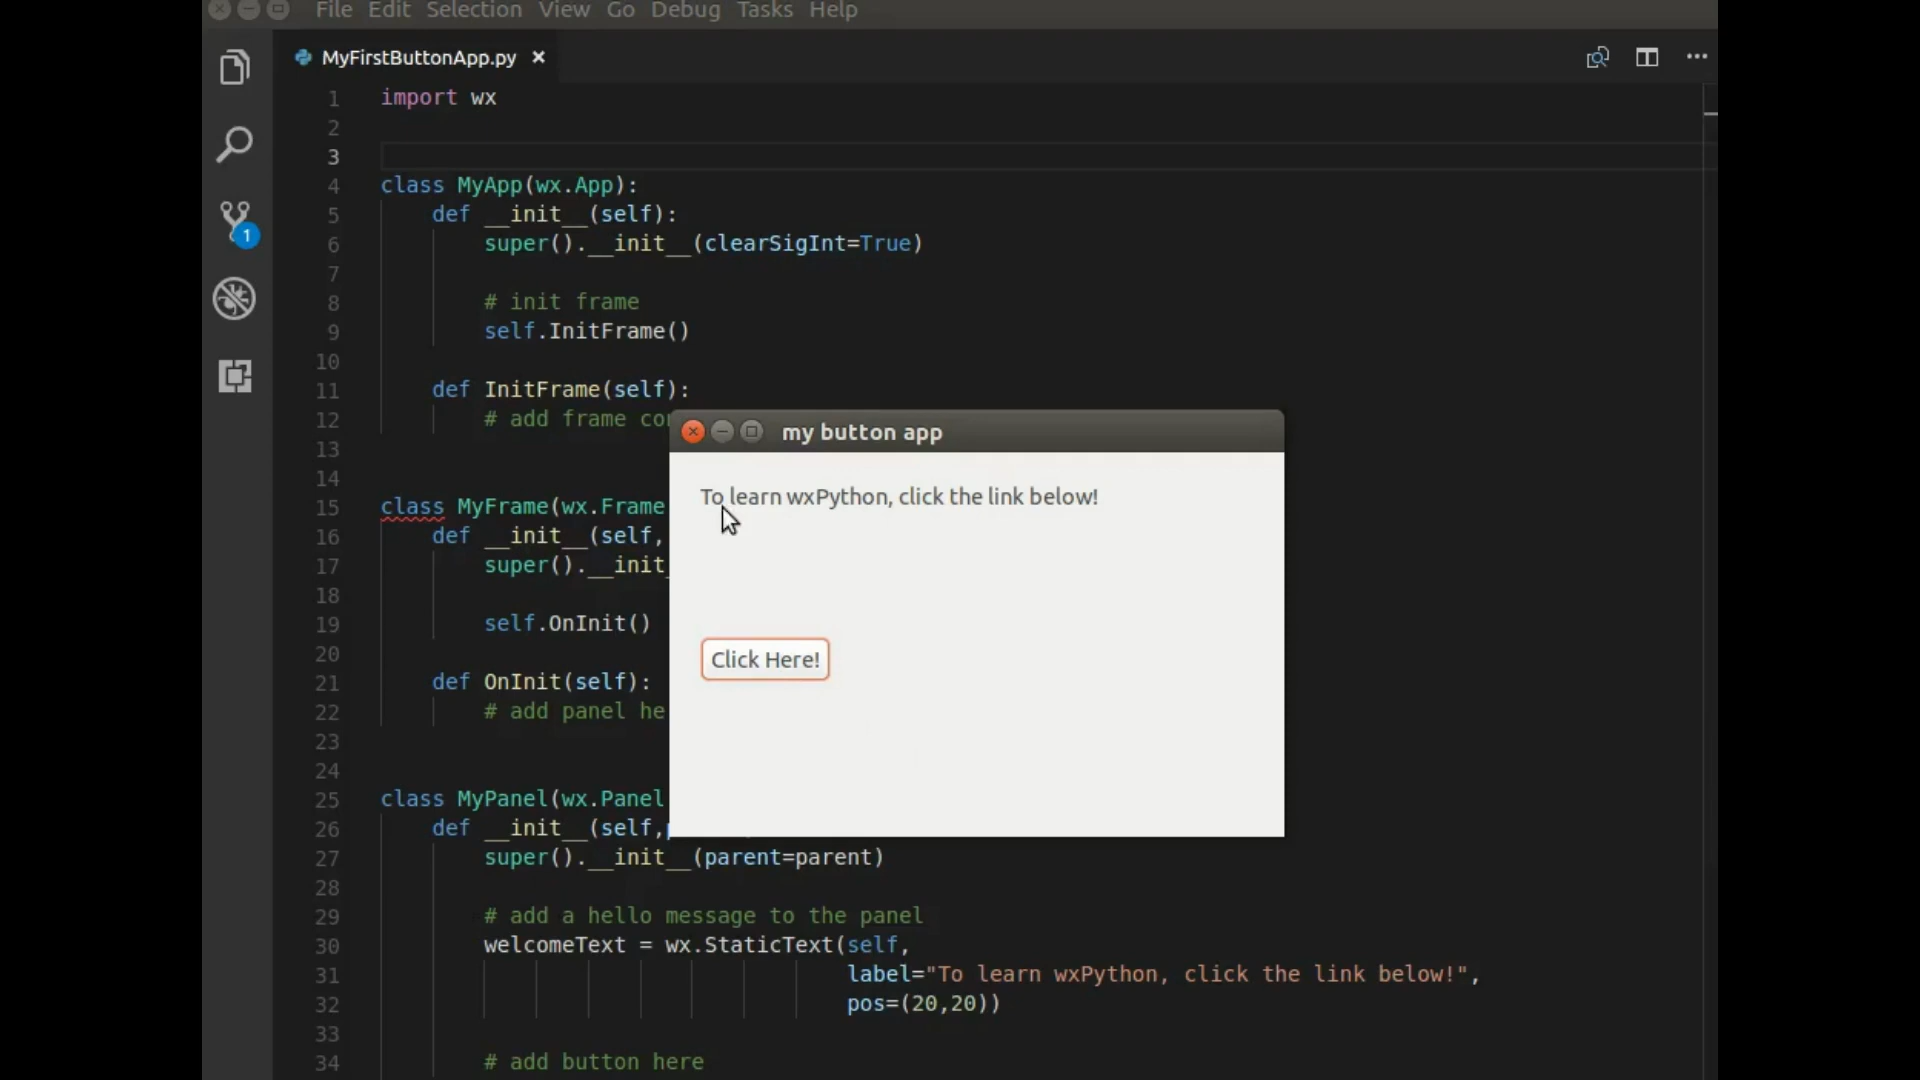 File Edit Selection View Go Debug Tasks Help
MyFirstButtonApp.py
1 import wx
2
3
4 class MyApp(wx.App):
5 def __init__(self):
6 super().__init__(clearSigInt=True)
7
8 # init frame
9 self.InitFrame()
10
11 def InitFrame(self):
12 # add frame co
13
14
15 class MyFrame(wx.Frame
16 def __init__(self,
17 super().__init_
18
19 self.OnInit()
20
21 def OnInit(self):
22 # add panel he
23
24
25 class MyPanel(wx.Panel
26 def __init__(self,
27 super().__init__(parent=parent)
28
29 # add a hello message to the panel
30 welcomeText = wx.StaticText(self,
31 label="To learn wxPython, click the link below!",
32 pos=(20,20))
33
34 # add button here
1
my button app
To learn wxPython, click the link below!
Click Here!